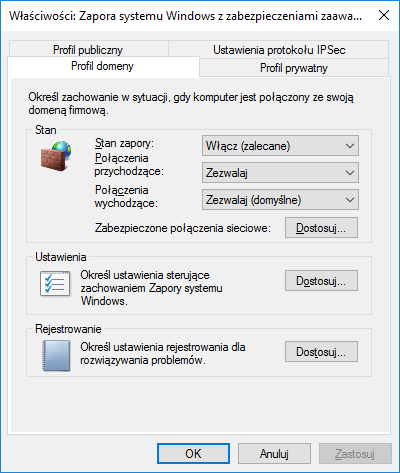 Właściwości: Zapora systemu Windows z zabezpieczeniami zaawa...
Profil publiczny
Ustawienia protokołu IPSec
Profil domeny
Profil prywatny
Określ zachowanie w sytuacji, gdy komputer jest połączony ze swoją
domeną firmową.
Stan
Stan zapory:
Włącz (zalecane)
Połączenia
przychodzące:
Zezwalaj
Połączenia
wychodzące:
Zezwalaj (domyślne)
Zabezpieczone połączenia sieciowe:
Dostosuj...
Ustawienia
Określ ustawienia sterujące
zachowaniem Zapory systemu
Windows.
Dostosuj...
Rejestrowanie
Określ ustawienia rejestrowania dla
rozwiązywania problemów.
Dostosuj...
OK
Anuluj
Zastosuj